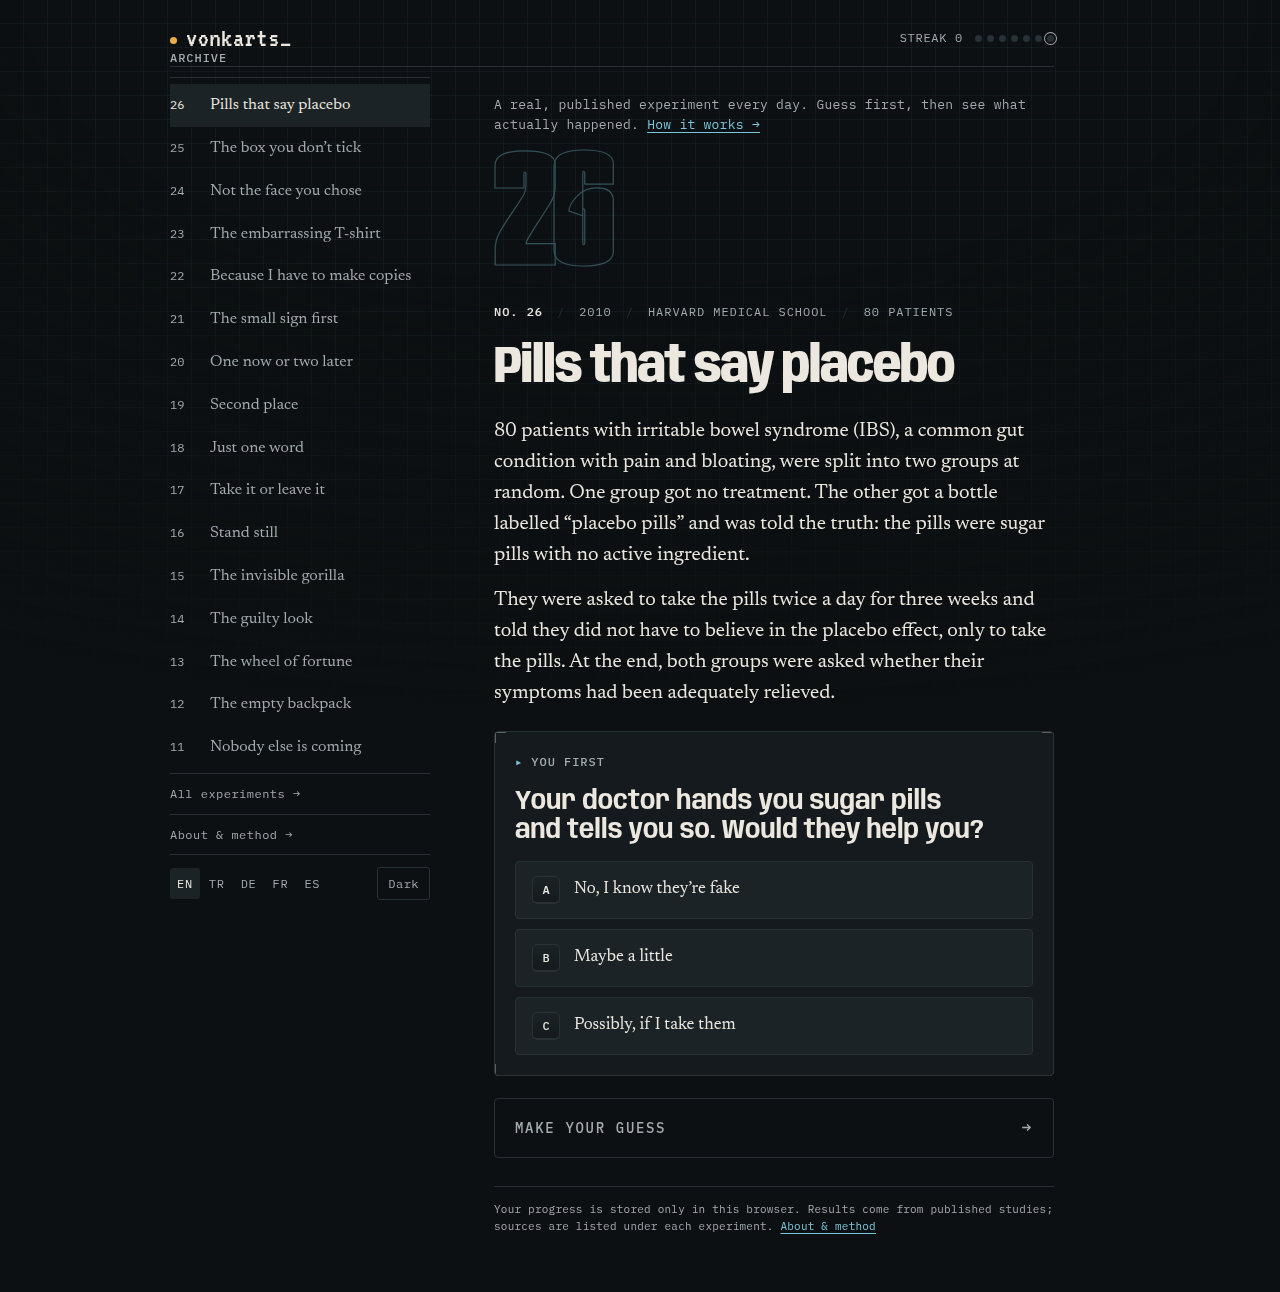 vonkarts_
STREAK 0
ARCHIVE
26 Pills that say placebo
25 The box you don’t tick
24 Not the face you chose
23 The embarrassing T-shirt
22 Because I have to make copies
21 The small sign first
20 One now or two later
19 Second place
18 Just one word
17 Take it or leave it
16 Stand still
15 The invisible gorilla
14 The guilty look
13 The wheel of fortune
12 The empty backpack
11 Nobody else is coming
All experiments →
About & method →
EN TR DE FR ES Dark
A real, published experiment every day. Guess first, then see what
actually happened. How it works →
26
NO. 26 / 2010 / HARVARD MEDICAL SCHOOL / 80 PATIENTS
Pills that say placebo
80 patients with irritable bowel syndrome (IBS), a common gut
condition with pain and bloating, were split into two groups at
random. One group got no treatment. The other got a bottle
labelled “placebo pills” and was told the truth: the pills were sugar
pills with no active ingredient.
They were asked to take the pills twice a day for three weeks and
told they did not have to believe in the placebo effect, only to take
the pills. At the end, both groups were asked whether their
symptoms had been adequately relieved.
▸ YOU FIRST
Your doctor hands you sugar pills
and tells you so. Would they help you?
A No, I know they’re fake
B Maybe a little
C Possibly, if I take them
MAKE YOUR GUESS →
Your progress is stored only in this browser. Results come from published studies;
sources are listed under each experiment. About & method